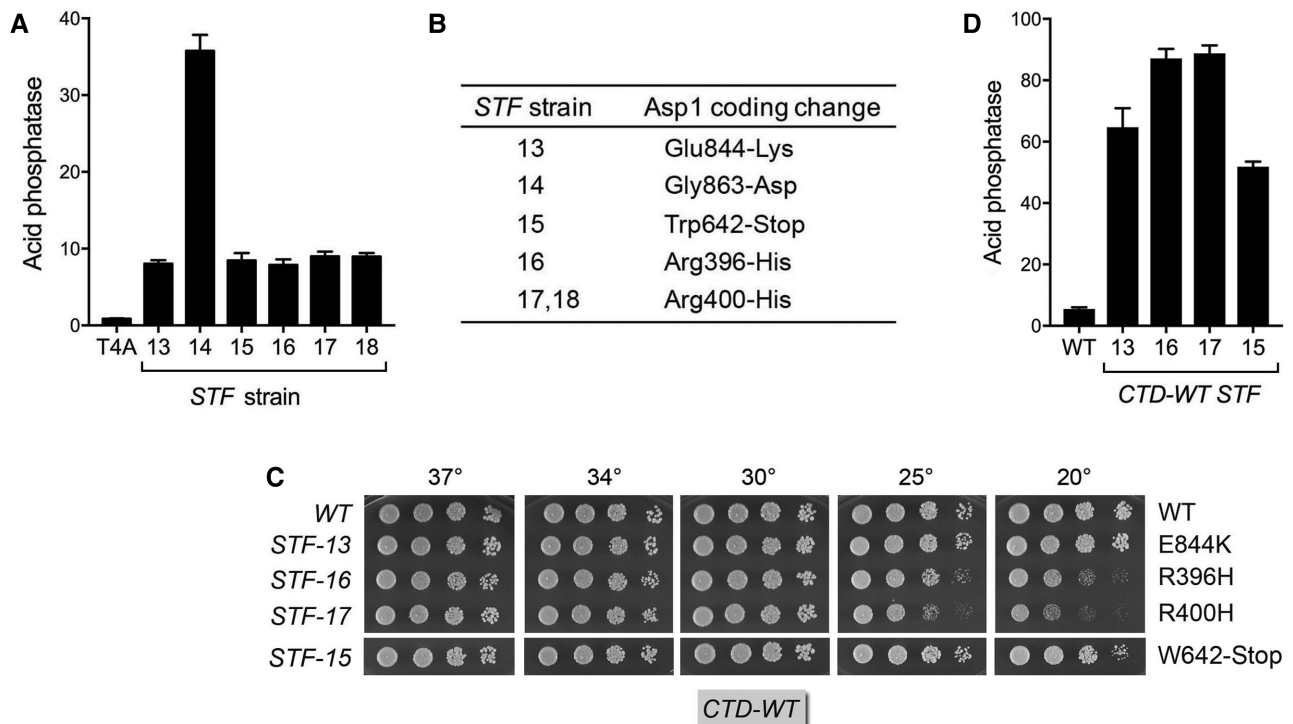 A
Acid phosphatase
40
30
20
10
0
T4A 13 14 15 16 17 18
STF strain
B
STF strain Asp1 coding change
13 Glu844-Lys
14 Gly863-Asp
15 Trp642-Stop
16 Arg396-His
17,18 Arg400-His
D
Acid phosphatase
100
80
60
40
20
0
WT 13 16 17 15
CTD-WT STF
C
37° 34° 30° 25° 20°
WT WT
STF-13 E844K
STF-16 R396H
STF-17 R400H
STF-15 W642-Stop
CTD-WT